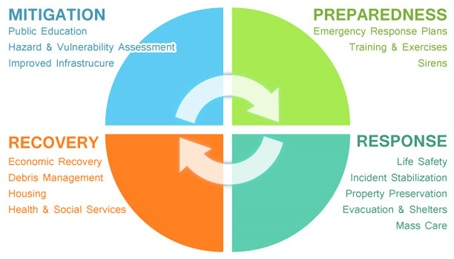 MITIGATION
Public Education
Hazard & Vulnerability Assessment
Improved Infrastrucure
PREPAREDNESS
Emergency Response Plans
Training & Exercises
Sirens
RECOVERY
Economic Recovery
Debris Management
Housing
Health & Social Services
RESPONSE
Life Safety
Incident Stabilization
Property Preservation
Evacuation & Shelters
Mass Care